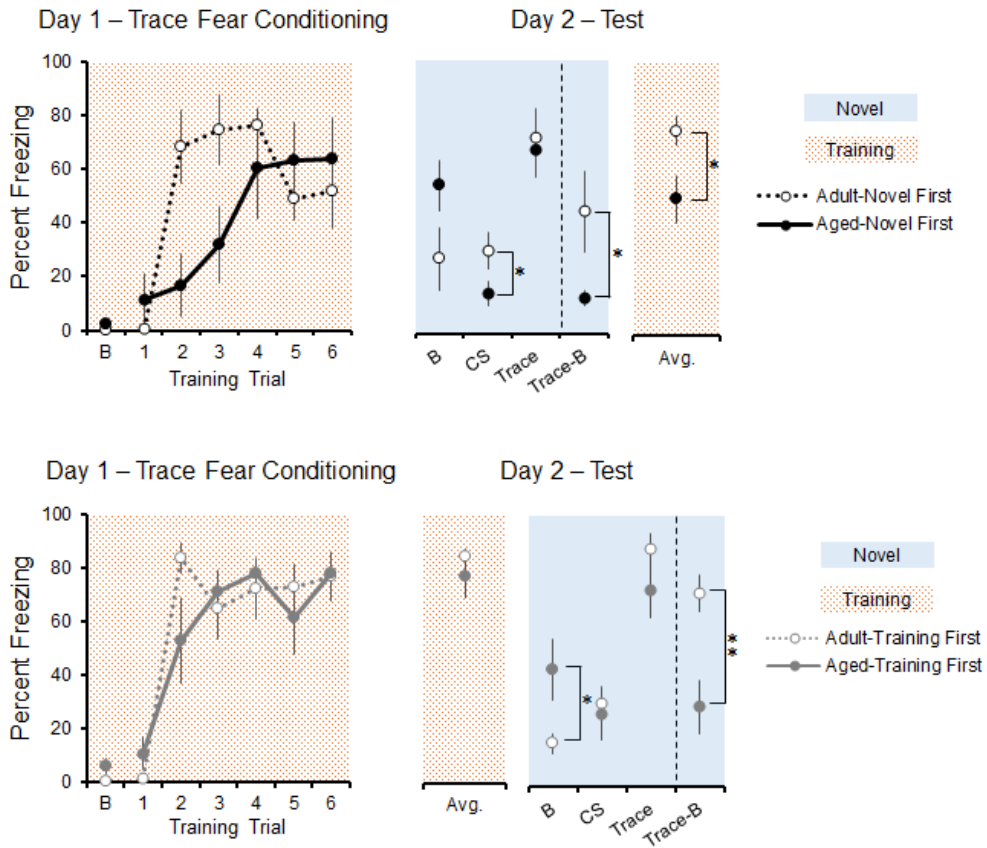 Day 1 – Trace Fear Conditioning
Day 2 – Test
Percent Freezing
100
80
60
40
20
0
B 1 2 3 4 5 6
Training Trial
B CS Trace Trace-B
Avg.
*
*
*
Novel
Training
Adult-Novel First
Aged-Novel First
Day 1 – Trace Fear Conditioning
Day 2 – Test
Percent Freezing
100
80
60
40
20
0
B 1 2 3 4 5 6
Training Trial
Avg.
B CS Trace Trace-B
*
**
Novel
Training
Adult-Training First
Aged-Training First